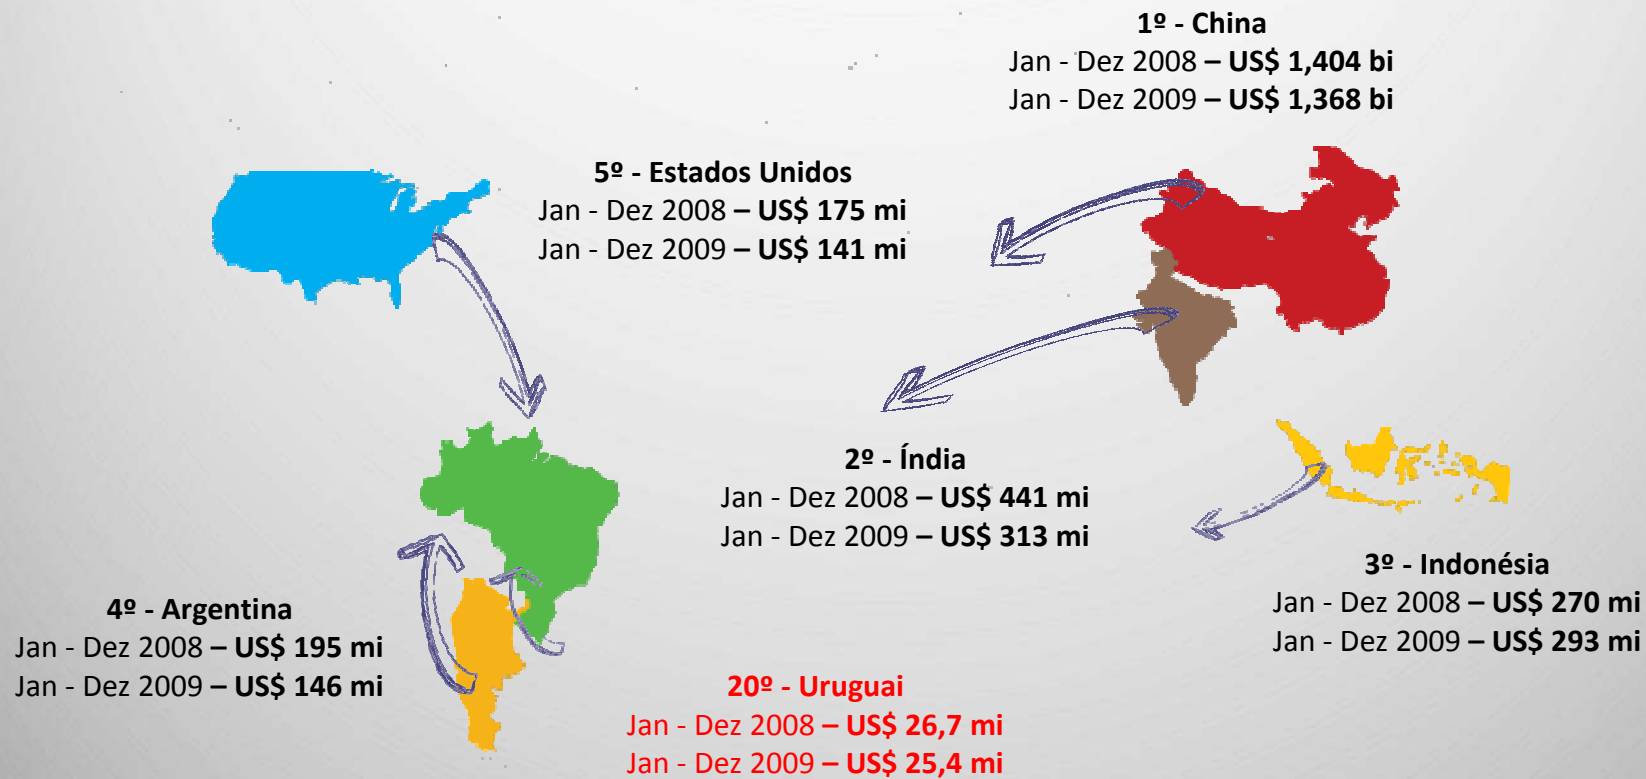 1º - China
Jan - Dez 2008 – US$ 1,404 bi
Jan - Dez 2009 – US$ 1,368 bi
5º - Estados Unidos
Jan - Dez 2008 – US$ 175 mi
Jan - Dez 2009 – US$ 141 mi
2º - Índia
Jan - Dez 2008 – US$ 441 mi
Jan - Dez 2009 – US$ 313 mi
3º - Indonésia
Jan - Dez 2008 – US$ 270 mi
Jan - Dez 2009 – US$ 293 mi
4º - Argentina
Jan - Dez 2008 – US$ 195 mi
Jan - Dez 2009 – US$ 146 mi
20º - Uruguai
Jan - Dez 2008 – US$ 26,7 mi
Jan - Dez 2009 – US$ 25,4 mi